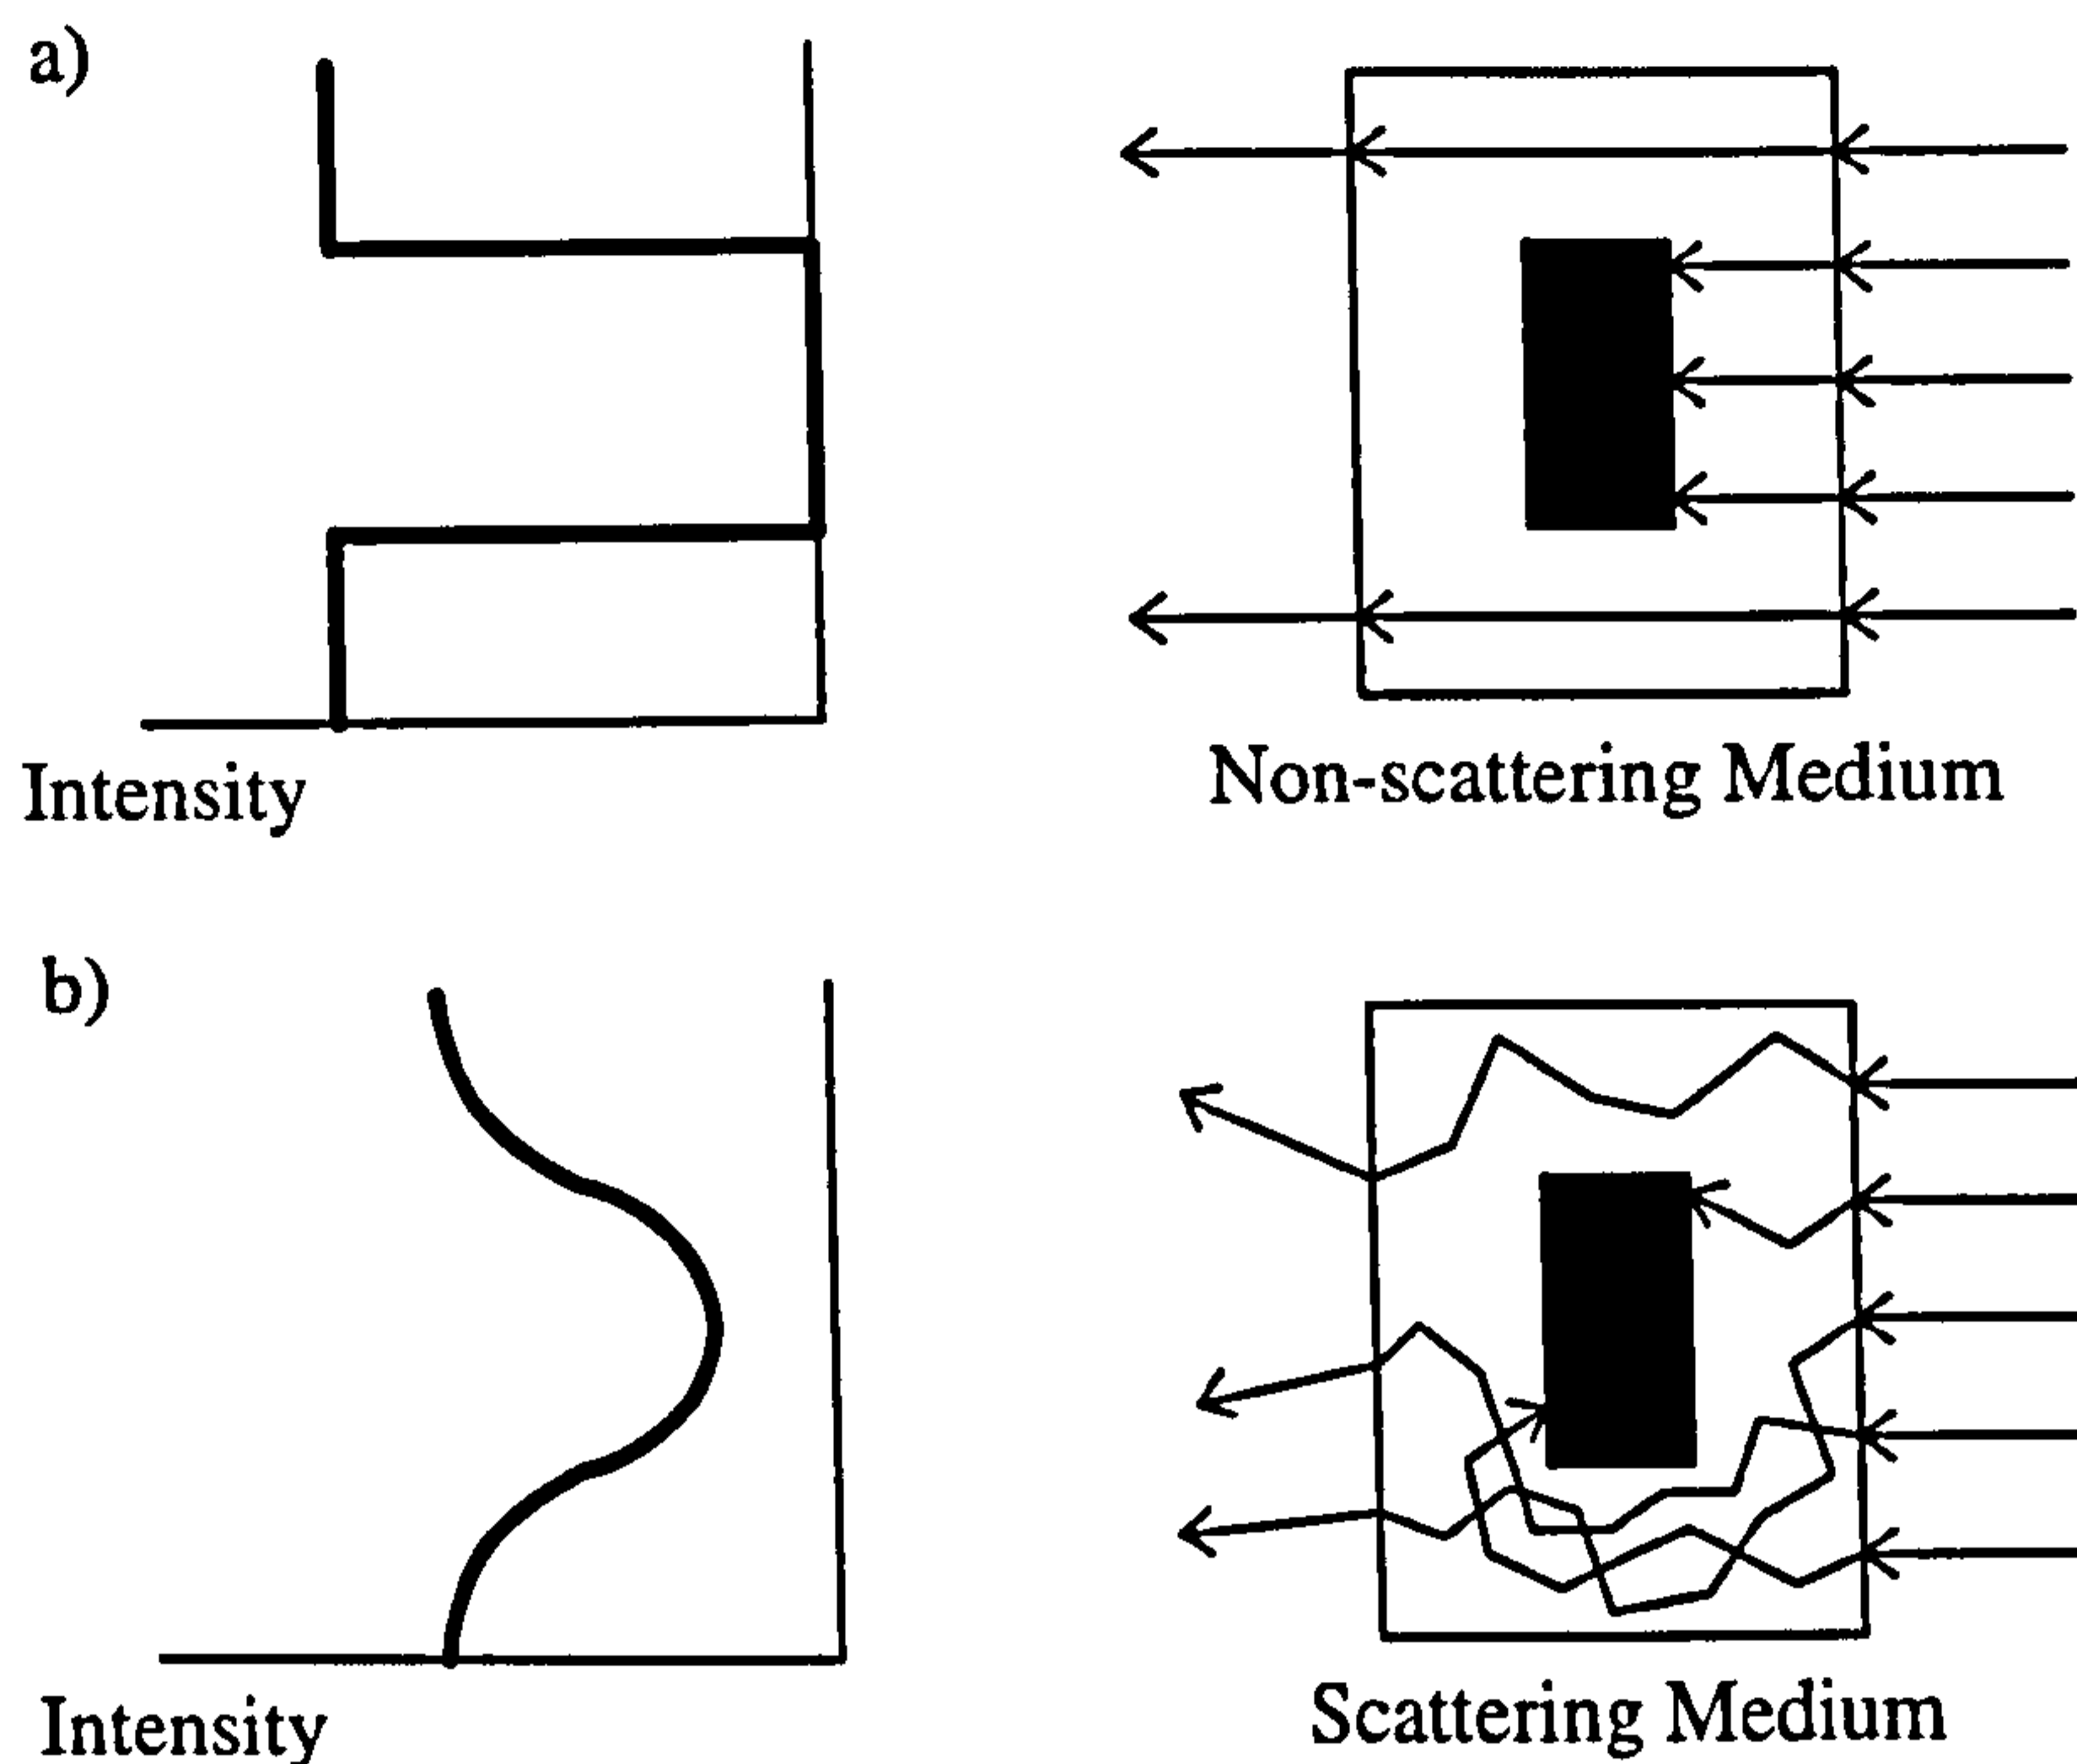 a)
Intensity
Non-scattering Medium
b)
Intensity
Scattering Medium